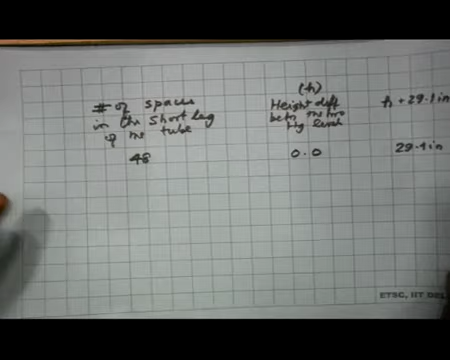 # of spaces
in the short leg
of the tube
48
(h)
Height diff
betn the two
Hg level
0.0
h + 29.1 in
29.1 in
ETSC, IIT DEL